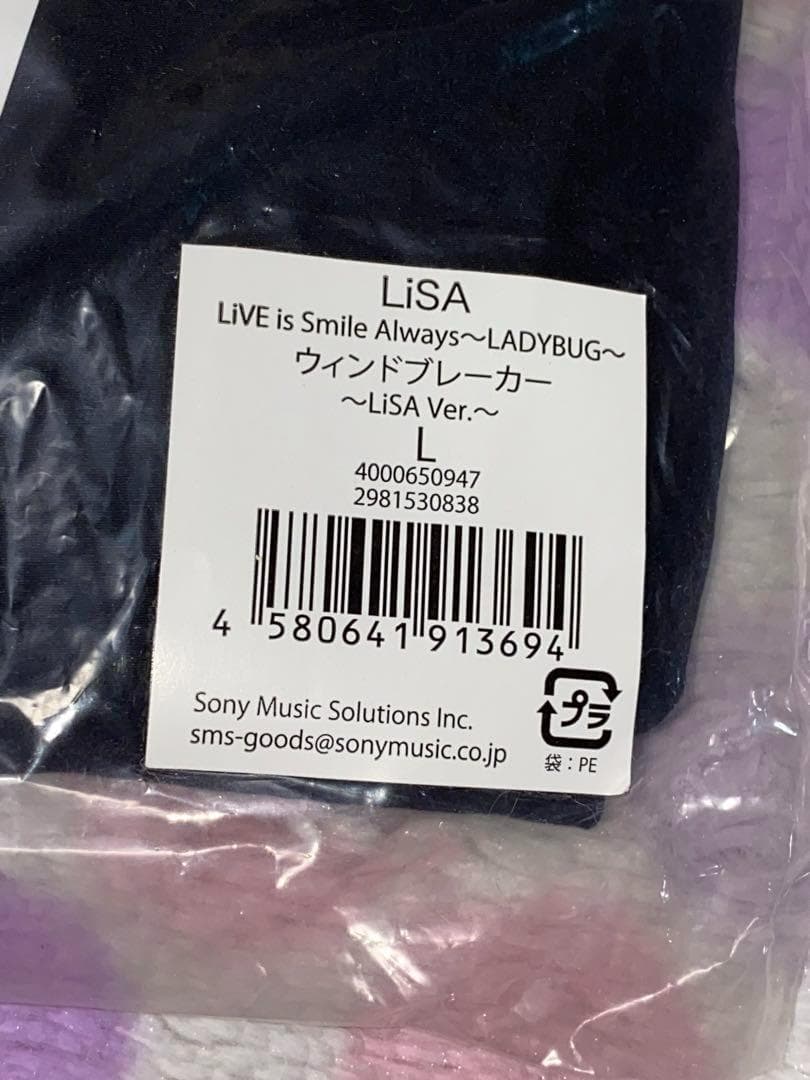 LiSA
LiVE is Smile Always〜LADYBUG〜
ウィンドブレーカー
〜LiSA Ver.〜
L
4000650947
2981530838
4 580641 913694
Sony Music Solutions Inc.
sms-goods@sonymusic.co.jp
プラ
袋：PE